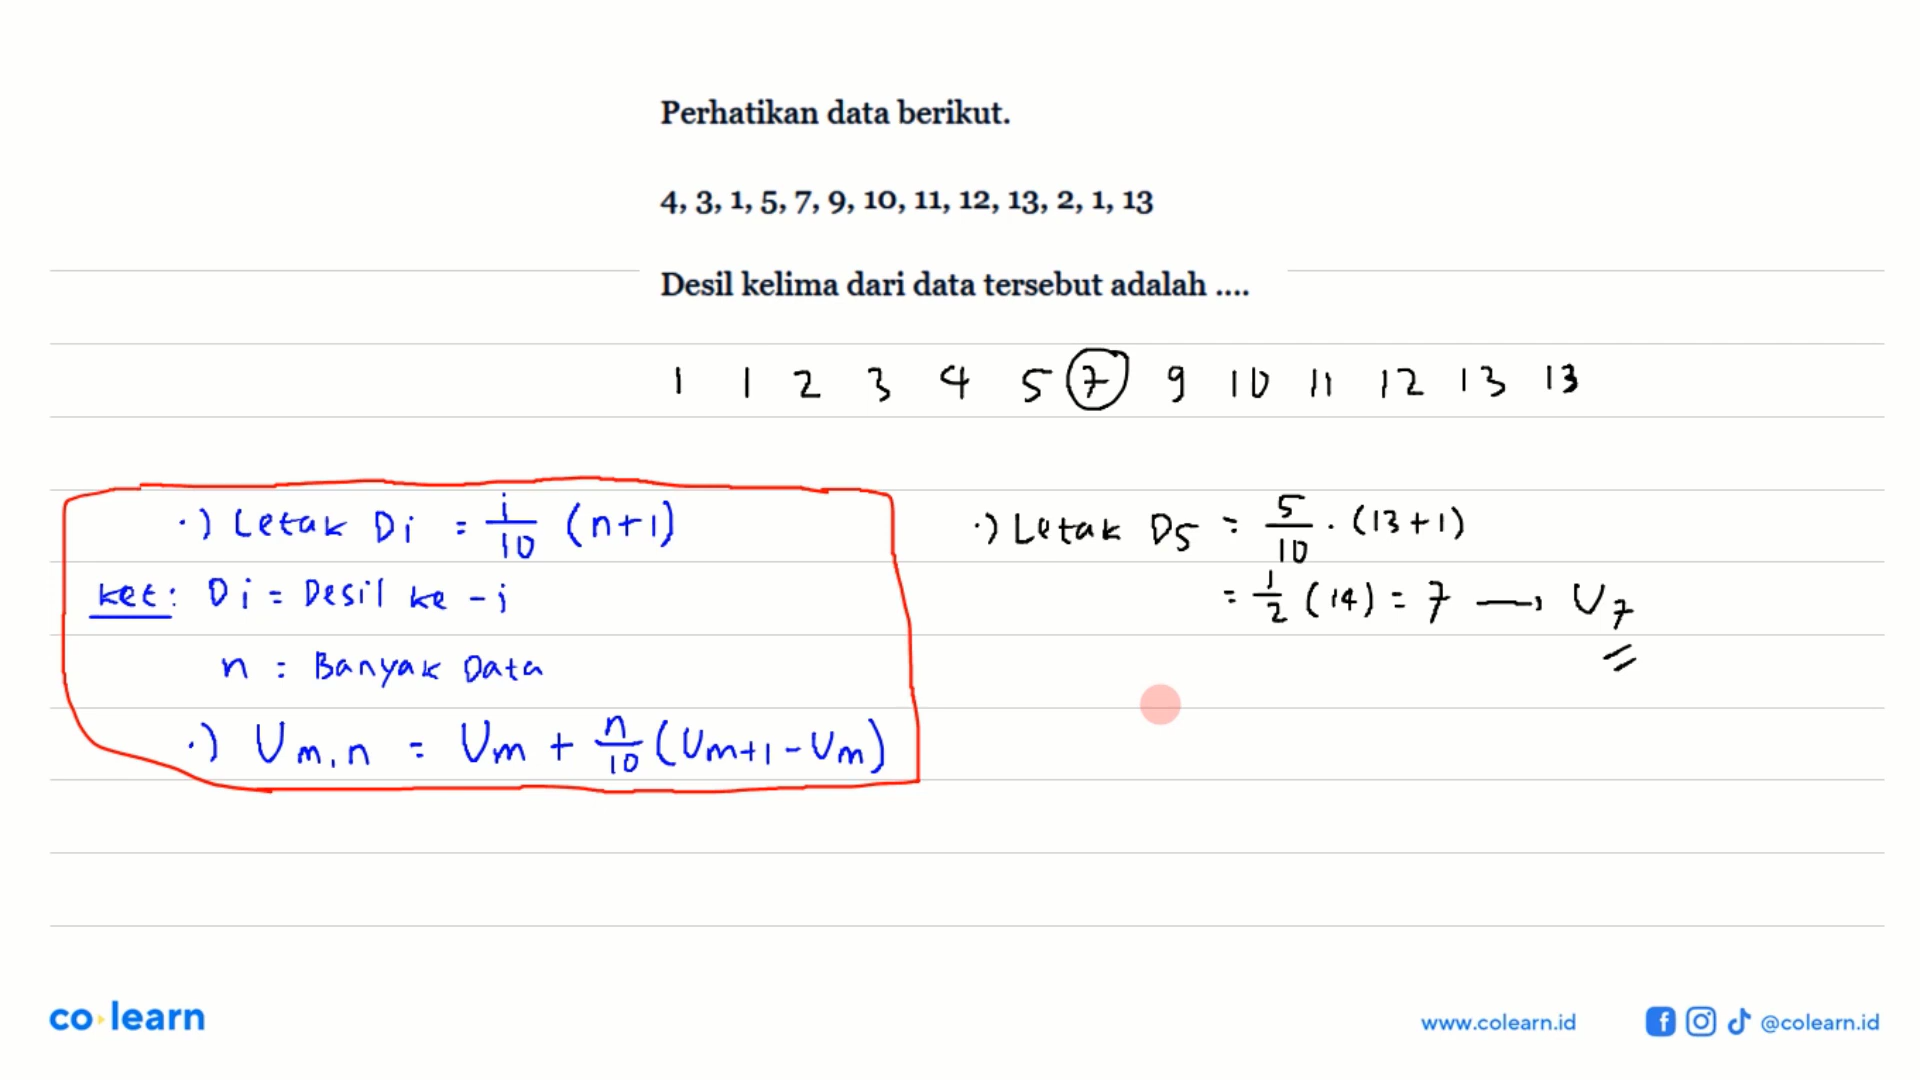 Perhatikan data berikut.
4, 3, 1, 5, 7, 9, 10, 11, 12, 13, 2, 1, 13
Desil kelima dari data tersebut adalah ....
1 1 2 3 4 5 7 9 10 11 12 13 13
·) Letak Di = i/10 (n+1)
ket: Di = Desil ke - i
n = Banyak Data
·) Um,n = Um + n/10 (Um+1 - Um)
·) Letak D5 = 5/10 · (13+1)
= 1/2 (14) = 7 → U7
co learn
www.colearn.id
@colearn.id